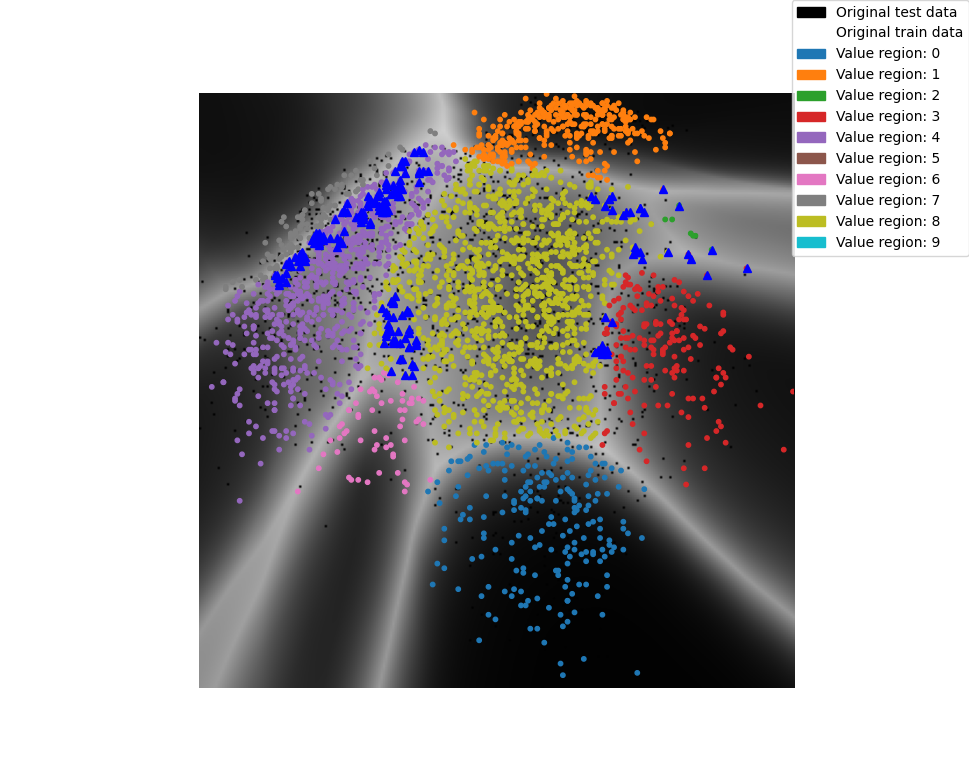 Original test data
Original train data
Value region: 0
Value region: 1
Value region: 2
Value region: 3
Value region: 4
Value region: 5
Value region: 6
Value region: 7
Value region: 8
Value region: 9